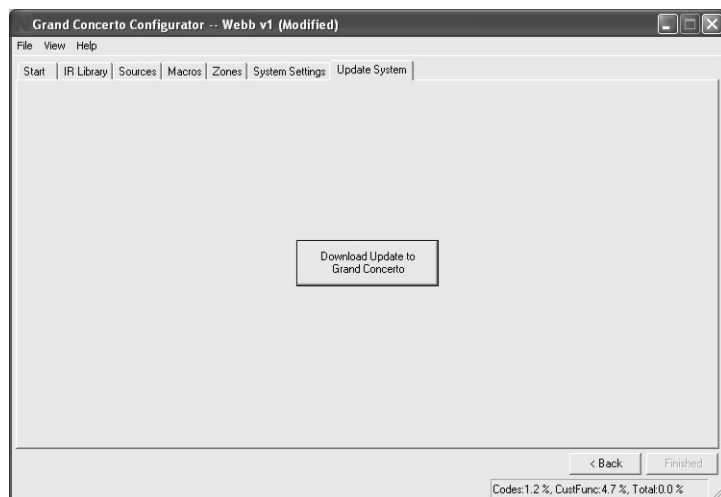 Grand Concerto Configurator -- Webb v1 (Modified)
File View Help
Start IR Library Sources Macros Zones System Settings Update System
Download Update to
Grand Concerto
< Back Finished
Codes:1.2 %, CustFunc:4.7 %, Total:0.0 %